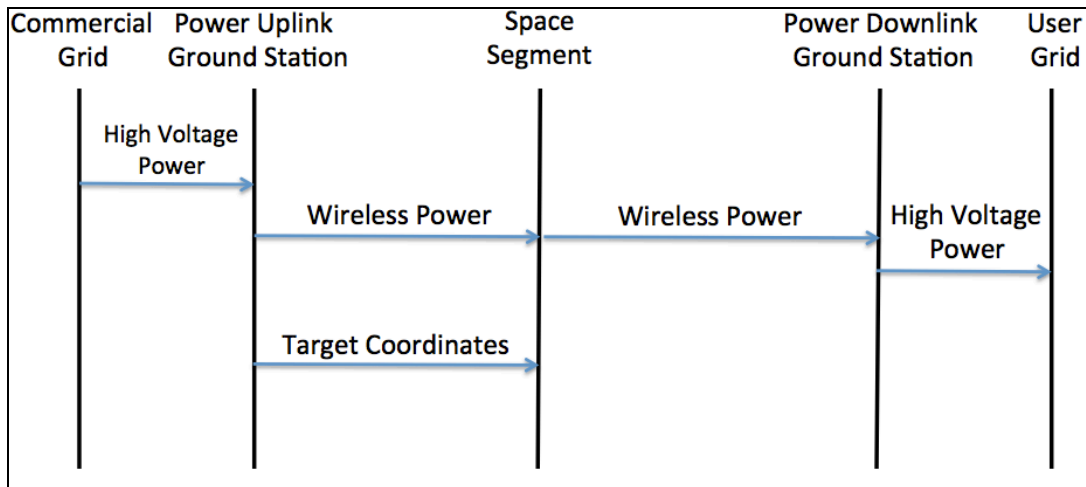 Commercial
Grid
Power Uplink
Ground Station
Space
Segment
Power Downlink
Ground Station
User
Grid
High Voltage
Power
Wireless Power
Wireless Power
High Voltage
Power
Target Coordinates